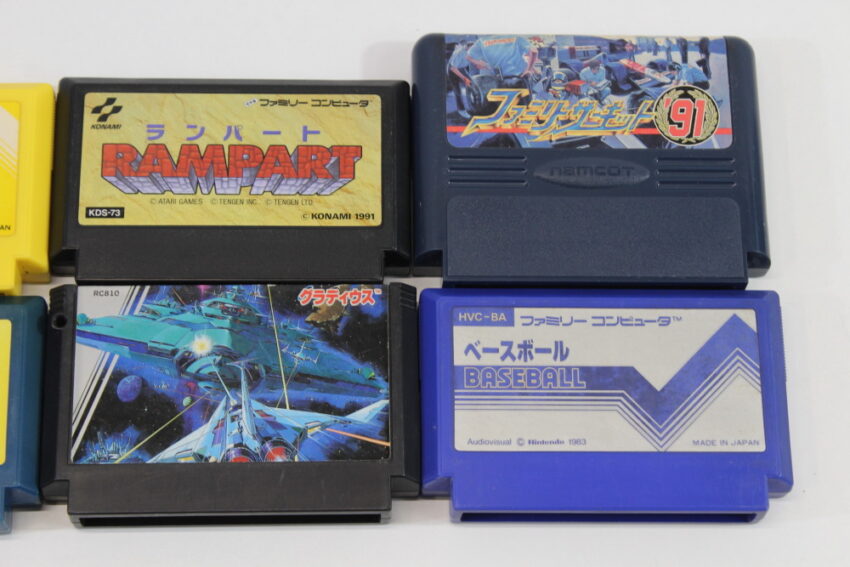 PAN
KONAMI
ファミリー コンピュータ
ランパート
RAMPART
© ATARI GAMES © TENGEN INC. © TENGEN LTD.
KDS-73
© KONAMI 1991
ファミリーサーキット '91
namcot
RC810
グラディウス
HVC-BA
ファミリー コンピュータ™
ベースボール
BASEBALL
Audiovisual © Nintendo 1983
MADE IN JAPAN